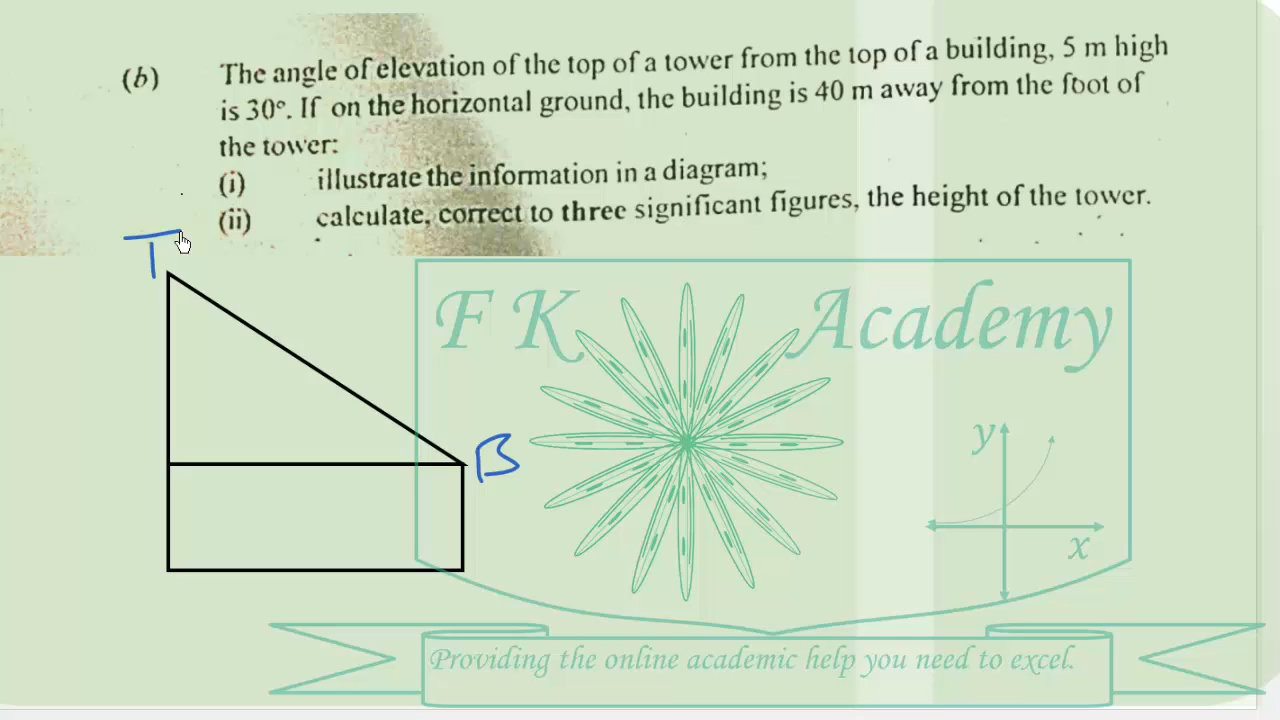 (b) The angle of elevation of the top of a tower from the top of a building, 5 m high
is 30°. If on the horizontal ground, the building is 40 m away from the foot of
the tower:
(i) illustrate the information in a diagram;
(ii) calculate, correct to three significant figures, the height of the tower.
T
F K Academy
B
y
x
Providing the online academic help you need to excel.